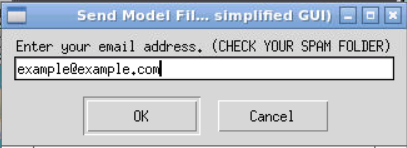 Send Model Fil... simplified GUI)
Enter your email address. (CHECK YOUR SPAM FOLDER)
example@example.com
OK Cancel